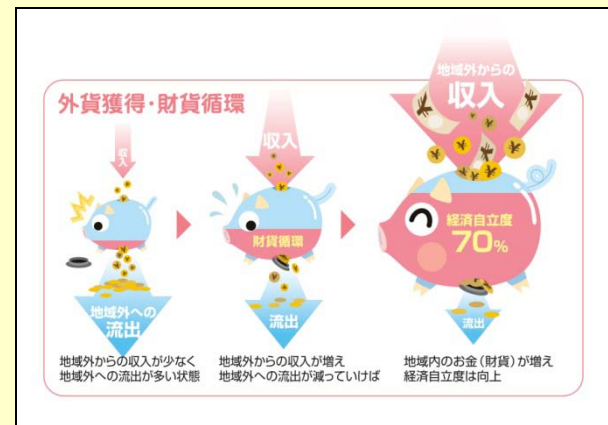 外貨獲得・財貨循環
収入
地域外への
流出
地域外からの収入が少なく
地域外への流出が多い状態
収入
財貨循環
流出
地域外からの収入が増え
地域外への流出が減っていけば
地域外からの
収入
経済自立度
70%
流出
地域内のお金(財貨)が増え
経済自立度は向上